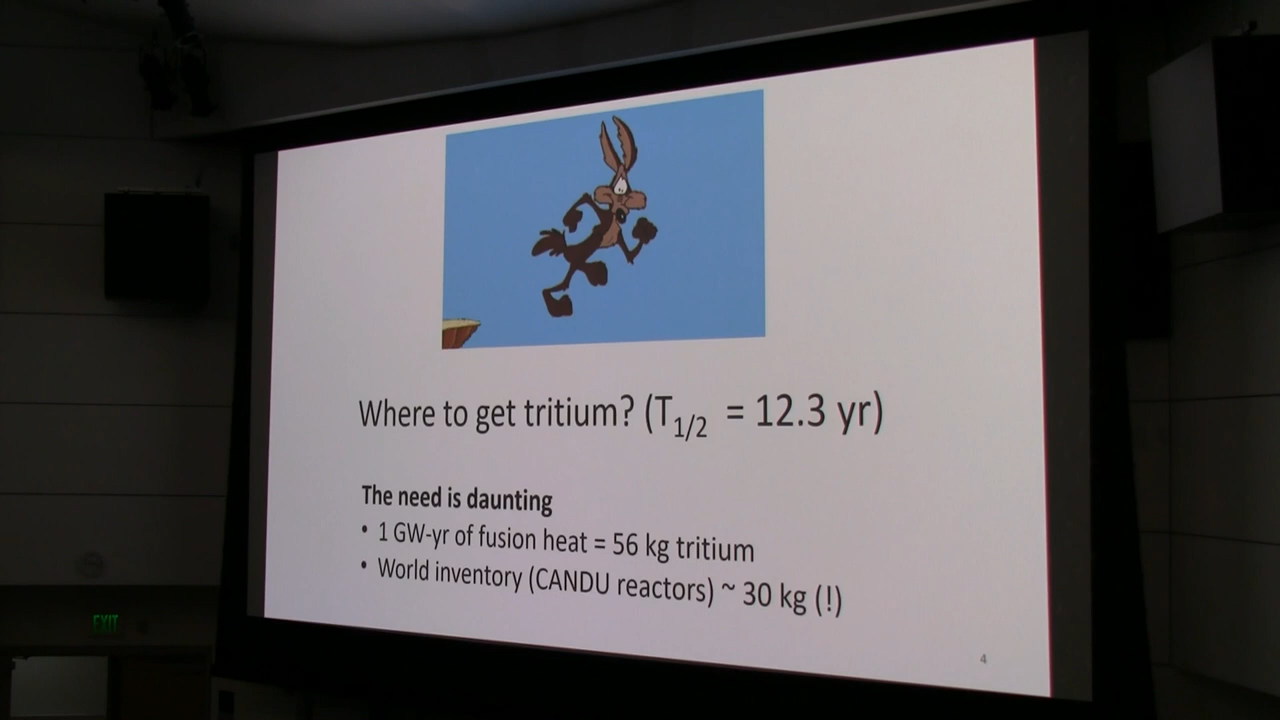 Where to get tritium? (T1/2 = 12.3 yr)
The need is daunting
• 1 GW-yr of fusion heat = 56 kg tritium
• World inventory (CANDU reactors) ~ 30 kg (!)
4
EXIT